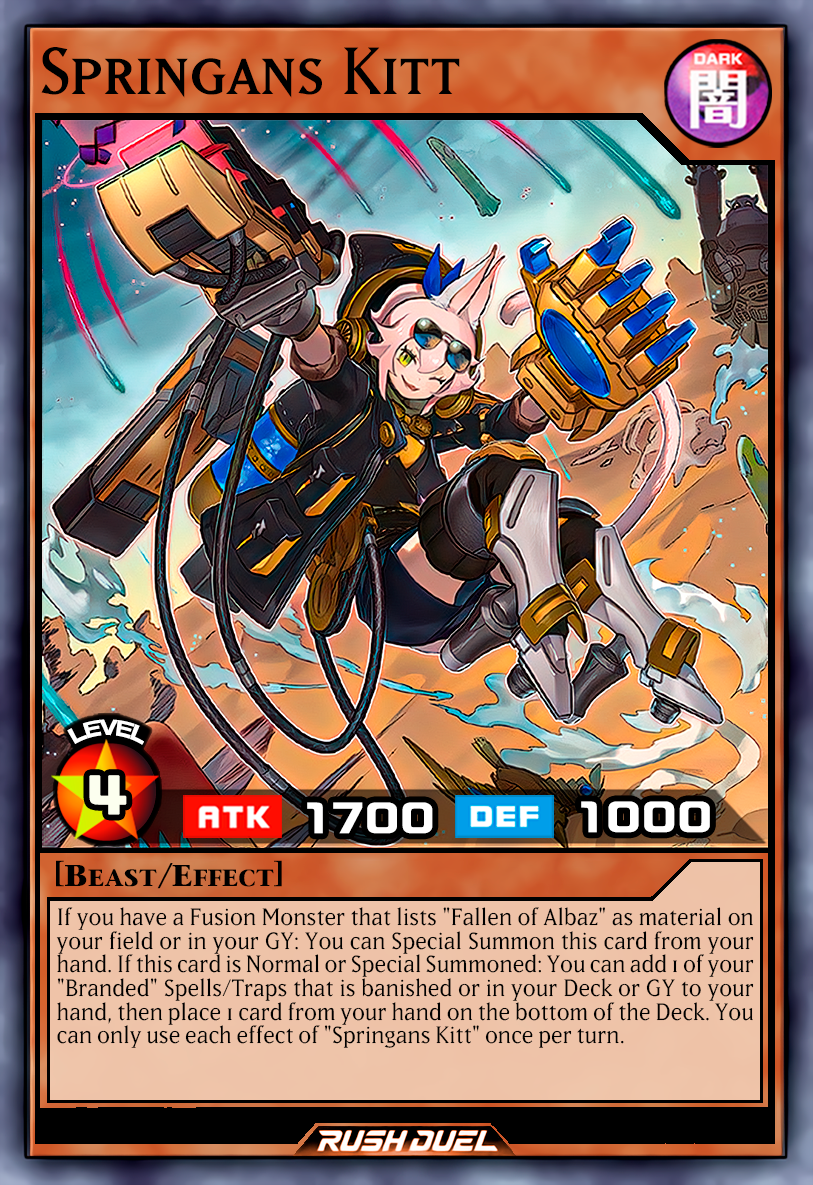 Springans Kitt
DARK
闇
LEVEL
4
ATK 1700 DEF 1000
[Beast/Effect]
If you have a Fusion Monster that lists "Fallen of Albaz" as material on
your field or in your GY: You can Special Summon this card from your
hand. If this card is Normal or Special Summoned: You can add 1 of your
"Branded" Spells/Traps that is banished or in your Deck or GY to your
hand, then place 1 card from your hand on the bottom of the Deck. You
can only use each effect of "Springans Kitt" once per turn.
RUSH DUEL